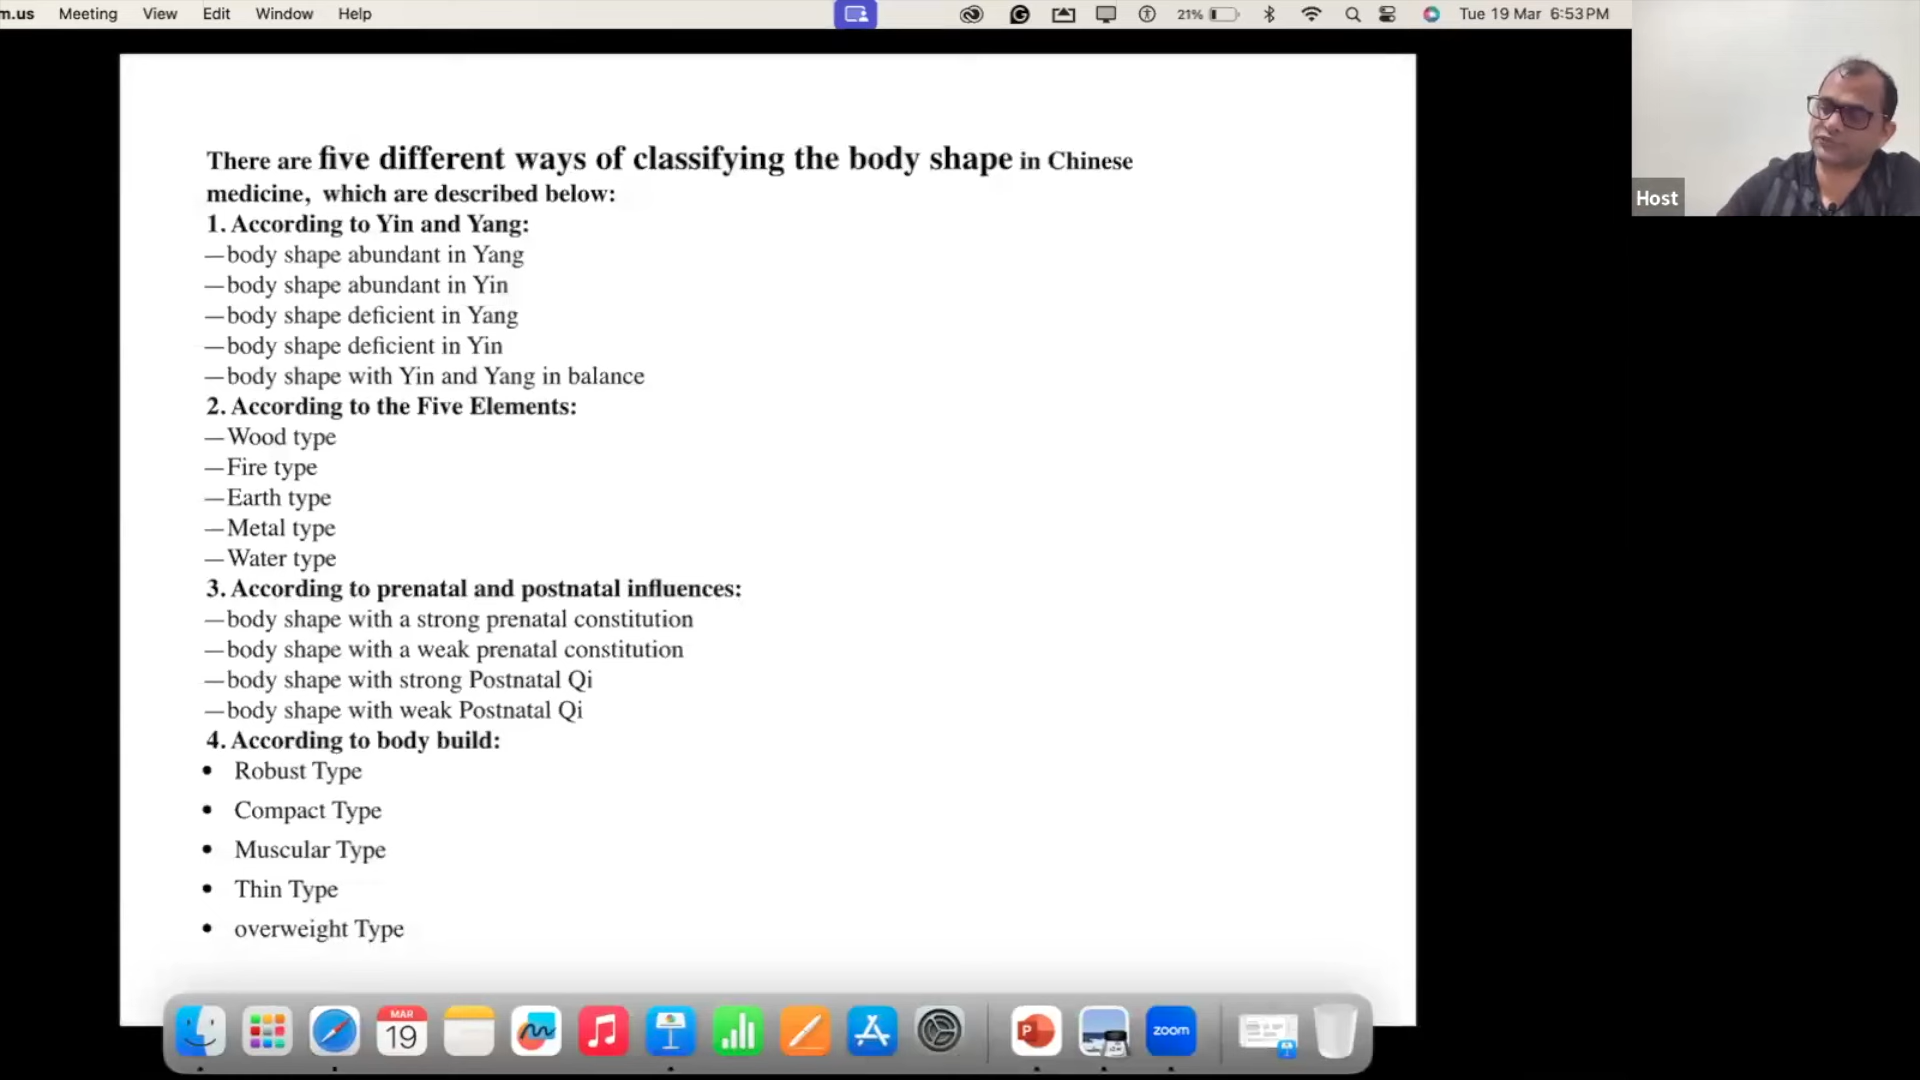 m.us Meeting View Edit Window Help 21% Tue 19 Mar 6:53 PM
There are five different ways of classifying the body shape in Chinese
medicine, which are described below:
1. According to Yin and Yang:
—body shape abundant in Yang
—body shape abundant in Yin
—body shape deficient in Yang
—body shape deficient in Yin
—body shape with Yin and Yang in balance
2. According to the Five Elements:
—Wood type
—Fire type
—Earth type
—Metal type
—Water type
3. According to prenatal and postnatal influences:
—body shape with a strong prenatal constitution
—body shape with a weak prenatal constitution
—body shape with strong Postnatal Qi
—body shape with weak Postnatal Qi
4. According to body build:
• Robust Type
• Compact Type
• Muscular Type
• Thin Type
• overweight Type
Host
MAR
19
P
zoom